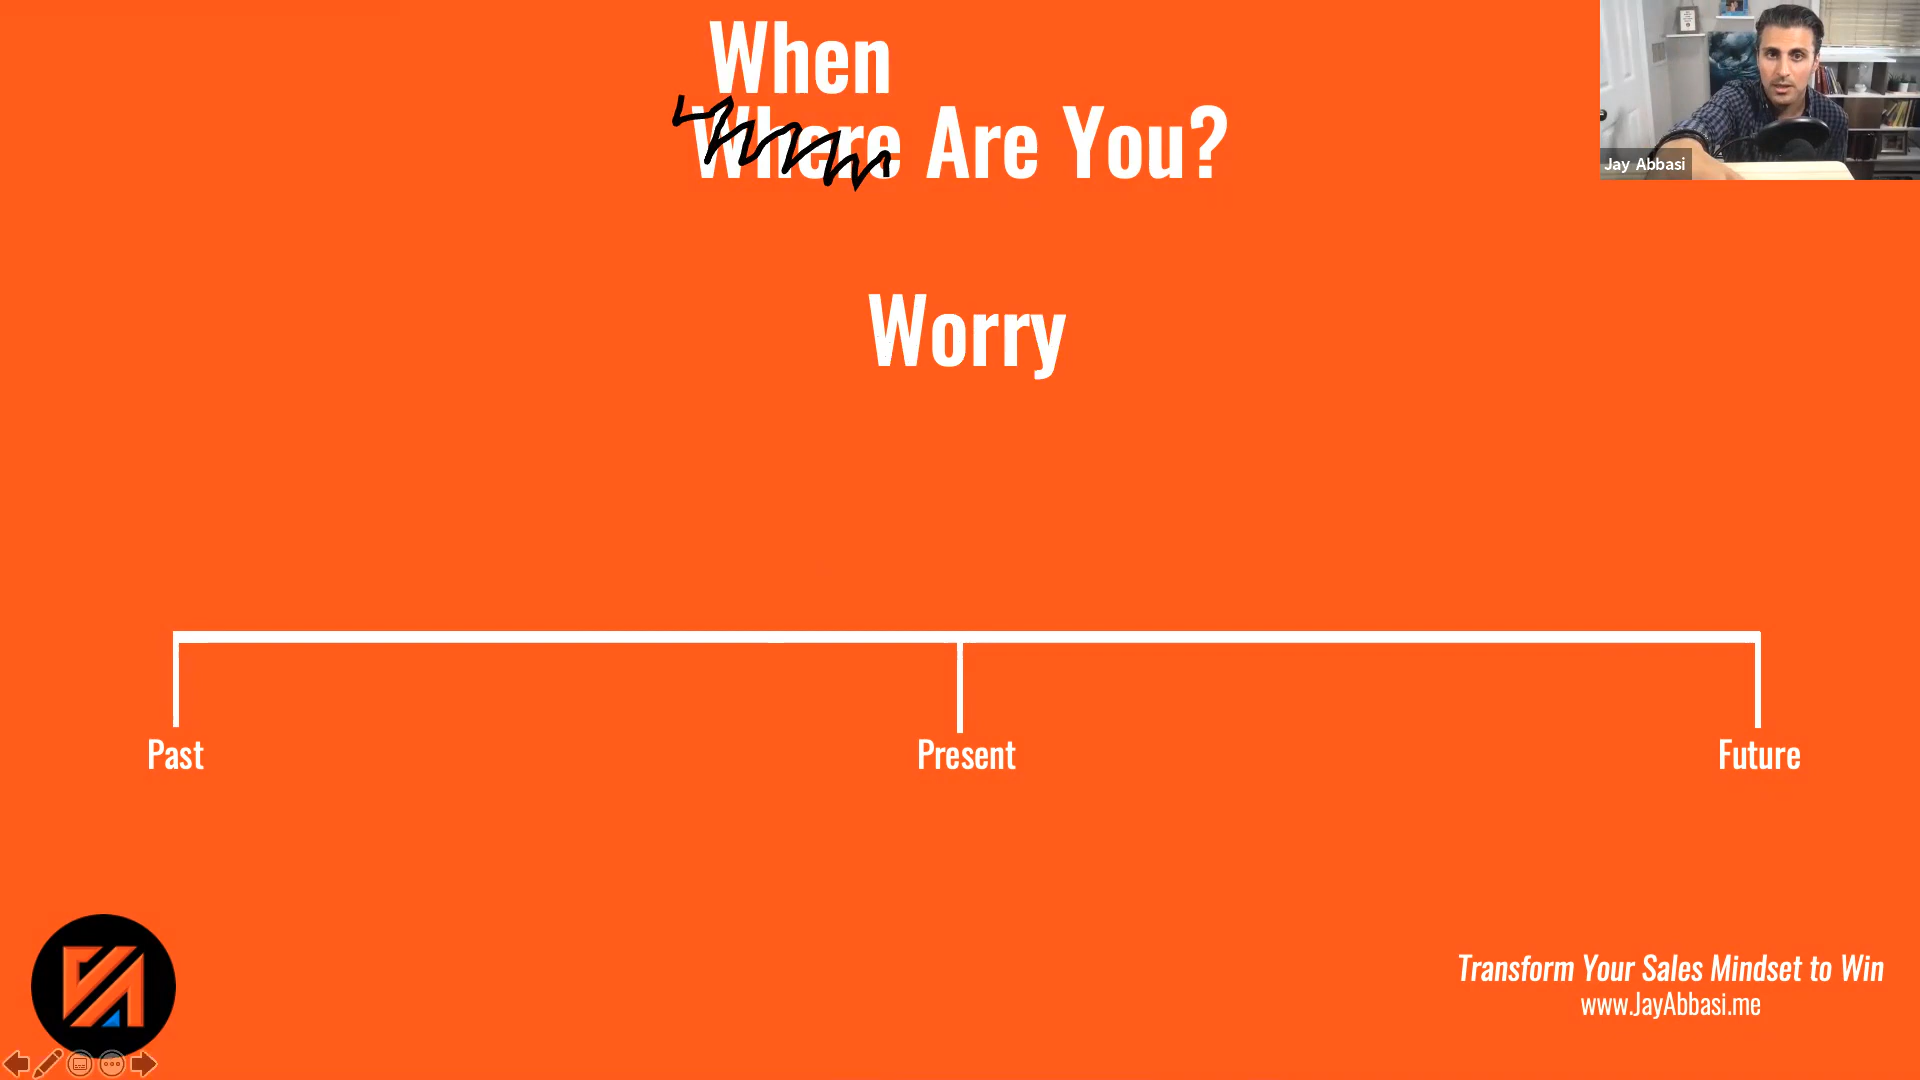 When
Where Are You?
Jay Abbasi
Worry
Past
Present
Future
Transform Your Sales Mindset to Win
www.JayAbbasi.me